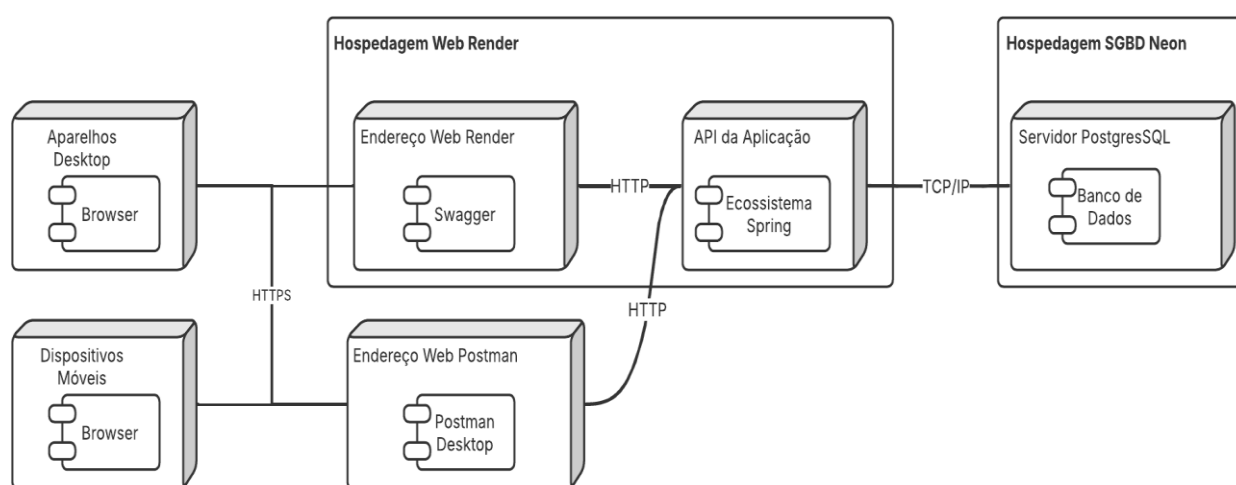 Hospedagem Web Render
Hospedagem SGBD Neon
Aparelhos
Desktop
Browser
Endereço Web Render
Swagger
HTTP
API da Aplicação
Ecossistema
Spring
TCP/IP
Servidor PostgresSQL
Banco de
Dados
HTTPS
HTTP
Dispositivos
Móveis
Browser
Endereço Web Postman
Postman
Desktop